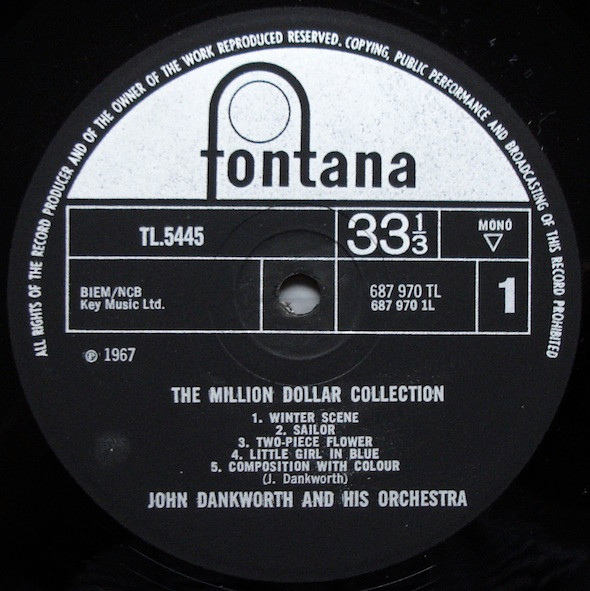 ALL RIGHTS OF THE RECORD PRODUCER AND OF THE OWNER OF THE WORK REPRODUCED RESERVED. COPYING, PUBLIC PERFORMANCE AND BROADCASTING OF THIS RECORD PROHIBITED
fontana
TL.5445
33 1/3
MONO
BIEM/NCB
Key Music Ltd.
687 970 TL
687 970 1L
1
℗ 1967
THE MILLION DOLLAR COLLECTION
1. WINTER SCENE
2. SAILOR
3. TWO-PIECE FLOWER
4. LITTLE GIRL IN BLUE
5. COMPOSITION WITH COLOUR
(J. Dankworth)
JOHN DANKWORTH AND HIS ORCHESTRA